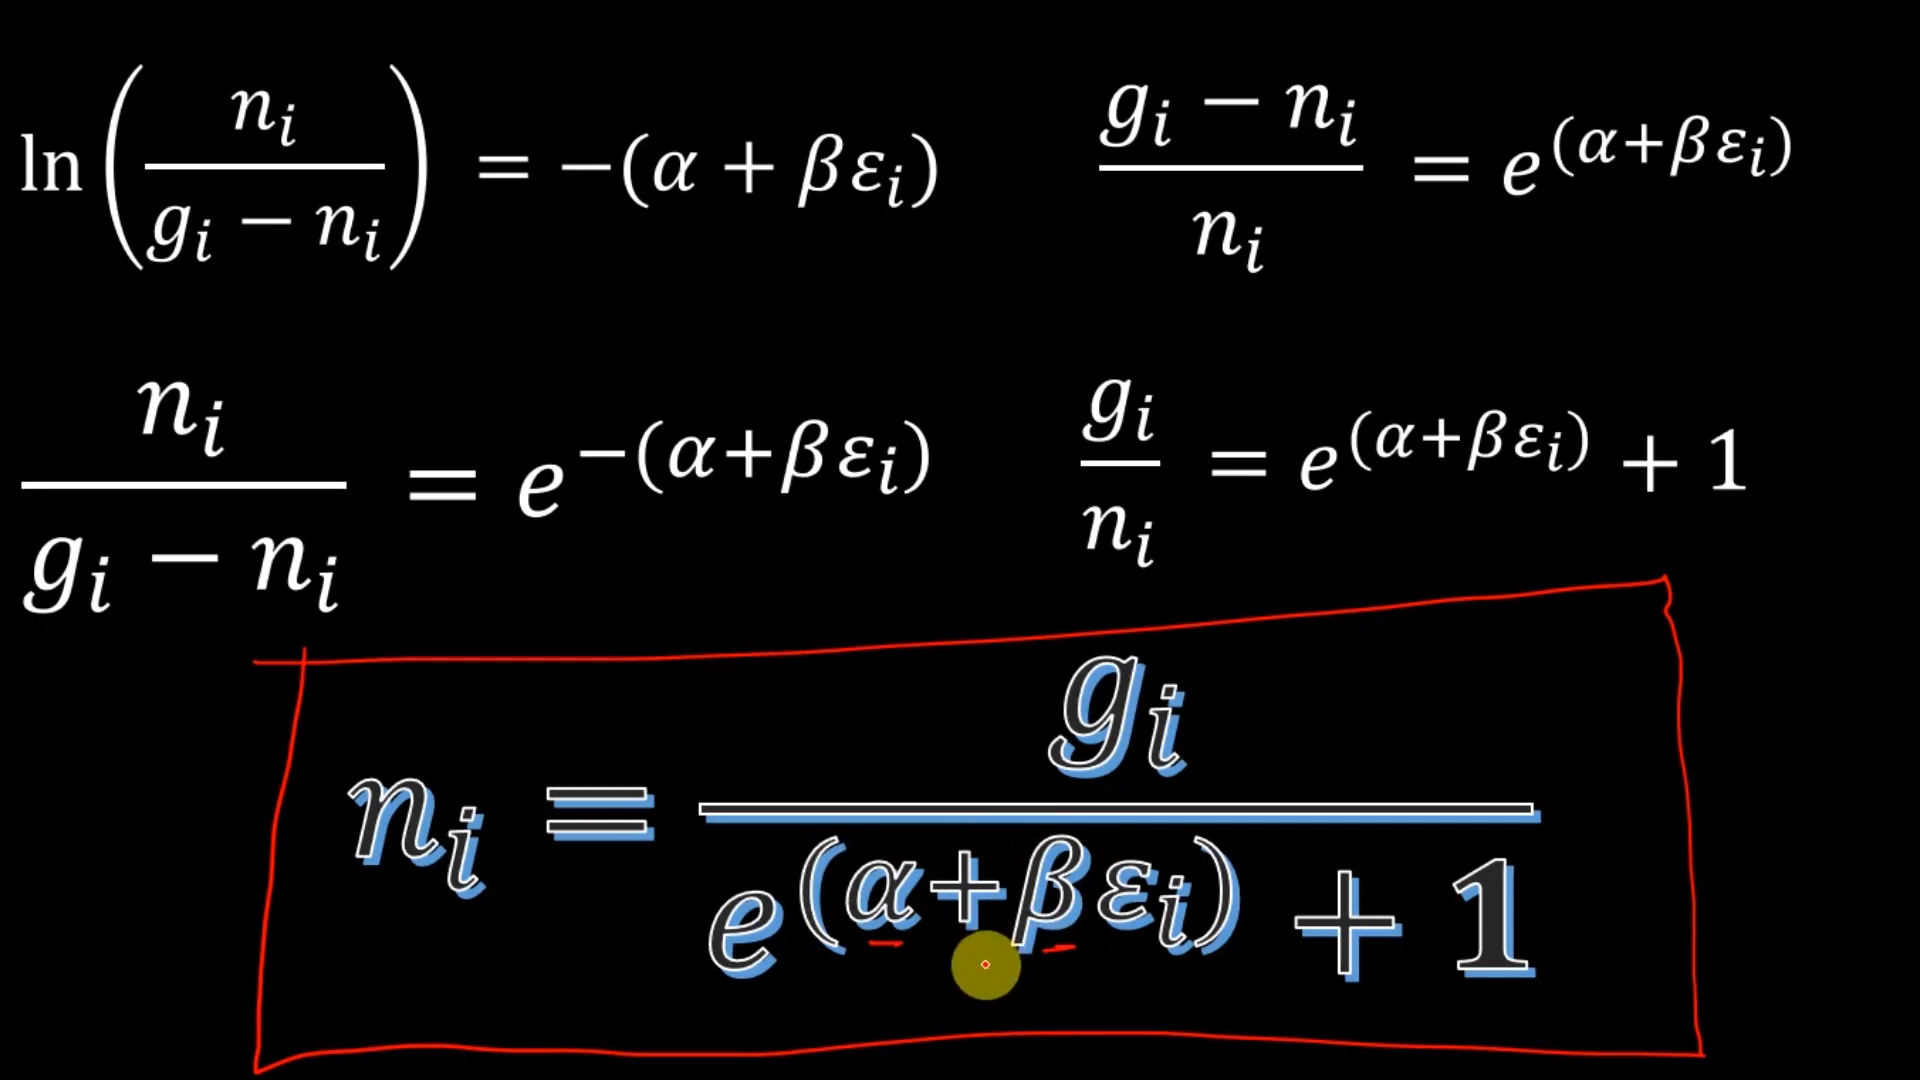 ln(nᵢ / (gᵢ − nᵢ)) = −(α + βεᵢ)
nᵢ / (gᵢ − nᵢ) = e^−(α+βεᵢ)
(gᵢ − nᵢ) / nᵢ = e^(α+βεᵢ)
gᵢ / nᵢ = e^(α+βεᵢ) + 1
nᵢ = gᵢ / (e^(α+βεᵢ) + 1)